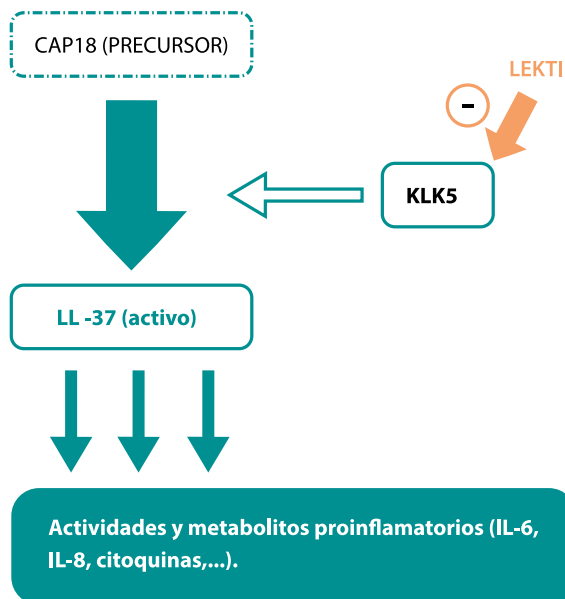 CAP18 (PRECURSOR)
LEKTI
-
KLK5
LL -37 (activo)
Actividades y metabolitos proinflamatorios (IL-6,
IL-8, citoquinas,...).